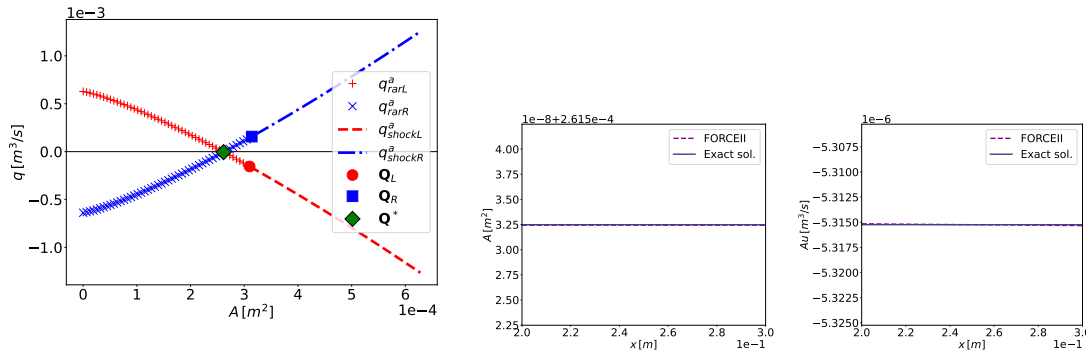 1e−3
1.0
0.5
0.0
−0.5
−1.0
q [m³/s]
0 1 2 3 4 5 6
1e−4
A [m²]
q^a_rarL
q^a_rarR
q^a_shockL
q^a_shockR
Q_L
Q_R
Q*
1e−8+2.615e−4
4.00
3.75
3.50
3.25
3.00
2.75
2.50
2.25
A [m²]
2.0 2.2 2.4 2.6 2.8 3.0
x [m]
1e−1
FORCEII
Exact sol.
1e−6
−5.3075
−5.3100
−5.3125
−5.3150
−5.3175
−5.3200
−5.3225
−5.3250
Au [m³/s]
2.0 2.2 2.4 2.6 2.8 3.0
x [m]
1e−1
FORCEII
Exact sol.